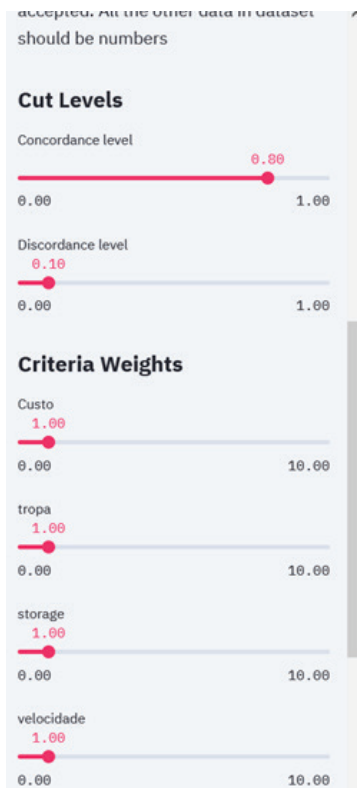 accepted. All the other data in dataset
should be numbers
Cut Levels
Concordance level
0.80
0.00 1.00
Discordance level
0.10
0.00 1.00
Criteria Weights
Custo
1.00
0.00 10.00
tropa
1.00
0.00 10.00
storage
1.00
0.00 10.00
velocidade
1.00
0.00 10.00